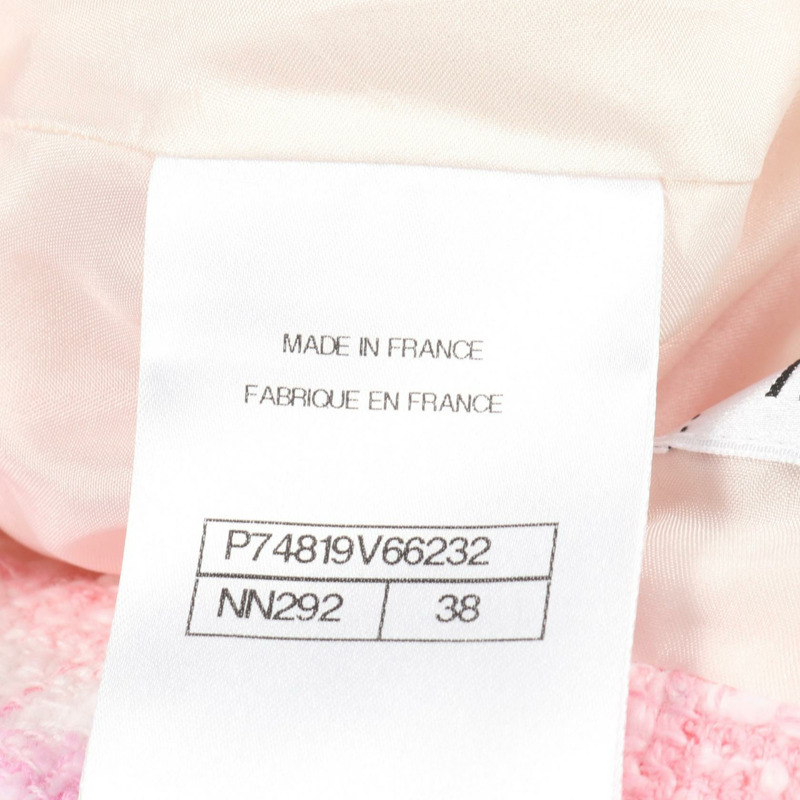 MADE IN FRANCE
FABRIQUE EN FRANCE
P74819V66232
NN292 38